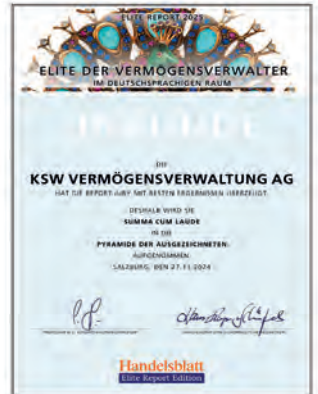 ELITE REPORT 2025
ELITE DER VERMÖGENSVERWALTER
IM DEUTSCHSPRACHIGEN RAUM
DIE
KSW VERMÖGENSVERWALTUNG AG
HAT DIE REPORT-JURY MIT BESTEN ERGEBNISSEN ÜBERZEUGT.
DESHALB WIRD SIE
SUMMA CUM LAUDE
IN DIE
PYRAMIDE DER AUSGEZEICHNETEN
AUFGENOMMEN.
SALZBURG, DEN 27.11.2024
Handelsblatt
Elite Report Edition